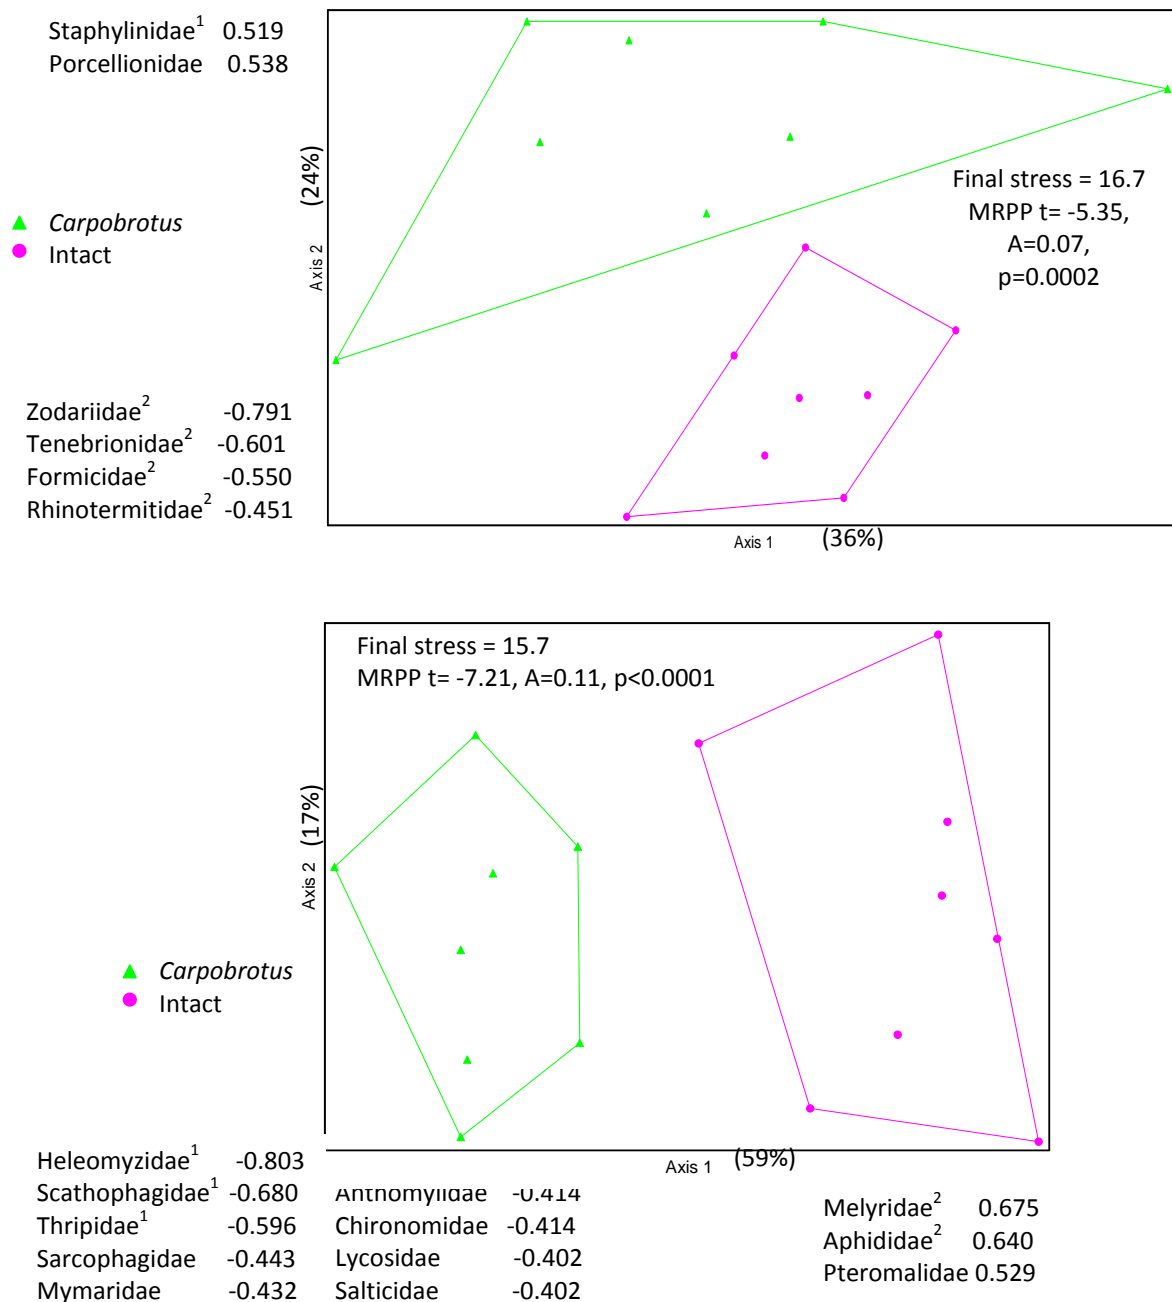 Staphylinidae¹ 0.519
Porcellionidae 0.538
Axis 2 (24%)
Carpobrotus
Intact
Final stress = 16.7
MRPP t= -5.35,
A=0.07,
p=0.0002
Zodariidae² -0.791
Tenebrionidae² -0.601
Formicidae² -0.550
Rhinotermitidae² -0.451
Axis 1 (36%)
Final stress = 15.7
MRPP t= -7.21, A=0.11, p<0.0001
Axis 2 (17%)
Carpobrotus
Intact
Axis 1 (59%)
Heleomyzidae¹ -0.803
Scathophagidae¹ -0.680
Thripidae¹ -0.596
Sarcophagidae -0.443
Mymaridae -0.432
Anthomyiidae -0.414
Chironomidae -0.414
Lycosidae -0.402
Salticidae -0.402
Melyridae² 0.675
Aphididae² 0.640
Pteromalidae 0.529